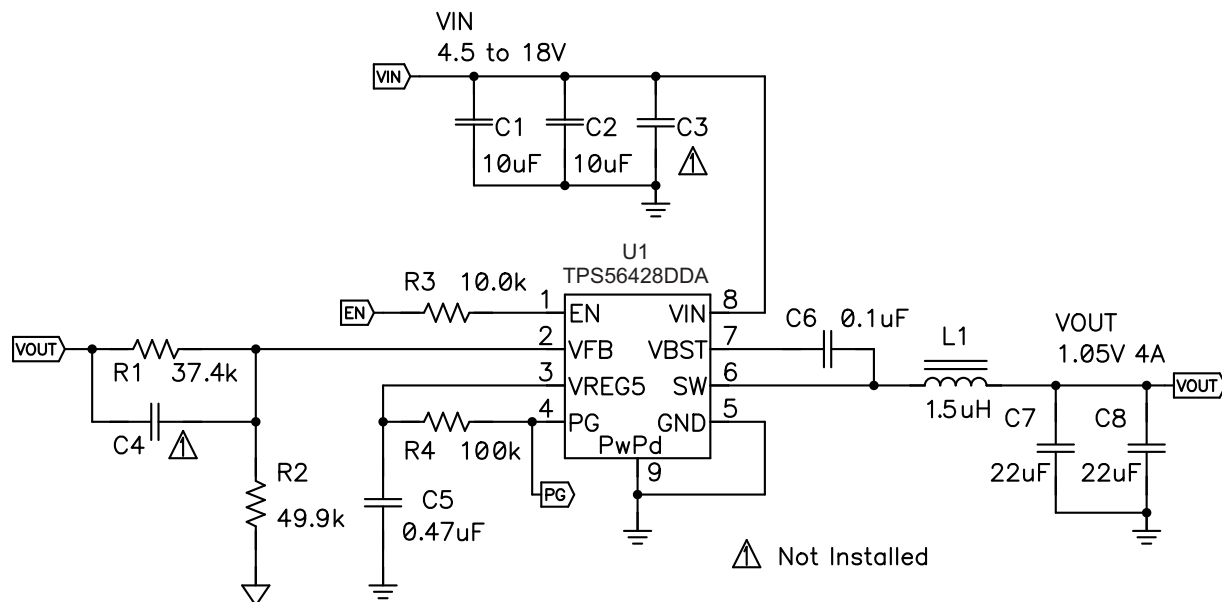 VIN
4.5 to 18V
VIN
C1
C2
C3
10uF
10uF
1
U1
TPS56428DDA
R3 10.0k
EN
1
EN
VIN
8
C6 0.1uF
VOUT
R1 37.4k
2
VFB
VBST
7
L1
1.5uH
VOUT
1.05V 4A
3
VREG5
SW
6
VOUT
C4
1
R4 100k
4
PG
GND
5
PwPd
9
C7
22uF
C8
22uF
R2
49.9k
C5
0.47uF
PG
1 Not Installed